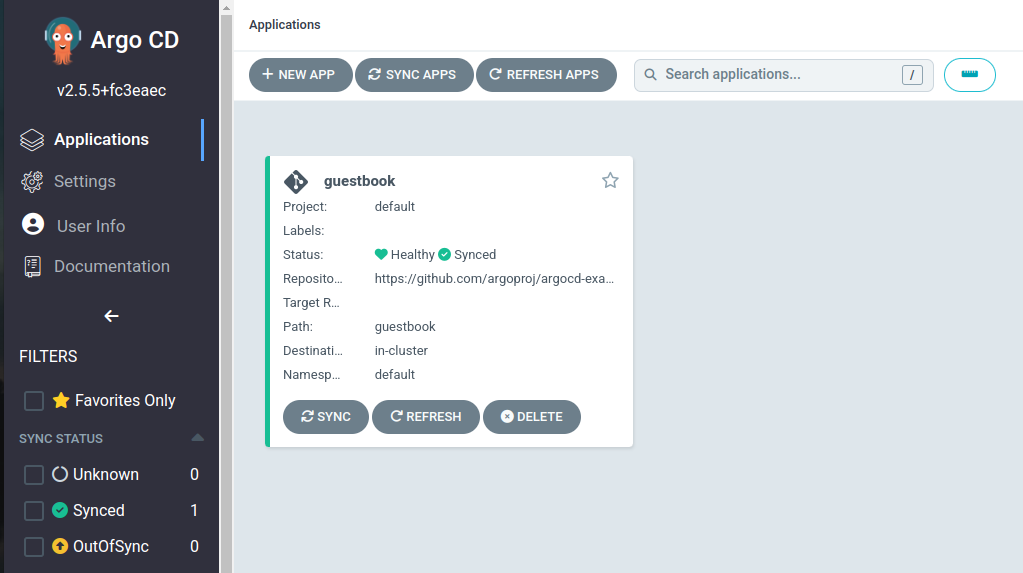 Argo CD
v2.5.5+fc3eaec
Applications
Settings
User Info
Documentation
FILTERS
Favorites Only
SYNC STATUS
Unknown 0
Synced 1
OutOfSync 0
Applications
+ NEW APP SYNC APPS REFRESH APPS Search applications... /
guestbook
Project: default
Labels:
Status: Healthy Synced
Reposito... https://github.com/argoproj/argocd-exa...
Target R...
Path: guestbook
Destinati... in-cluster
Namesp... default
SYNC REFRESH DELETE